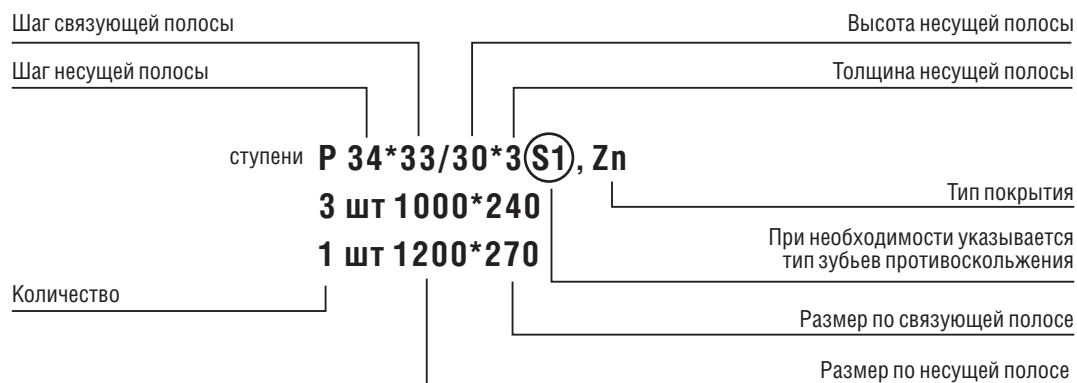 Шаг связующей полосы
Высота несущей полосы
Шаг несущей полосы
Толщина несущей полосы
ступени P 34*33/30*3 S1, Zn
3 шт 1000*240
Тип покрытия
1 шт 1200*270
При необходимости указывается
тип зубьев противоскольжения
Количество
Размер по связующей полосе
Размер по несущей полосе